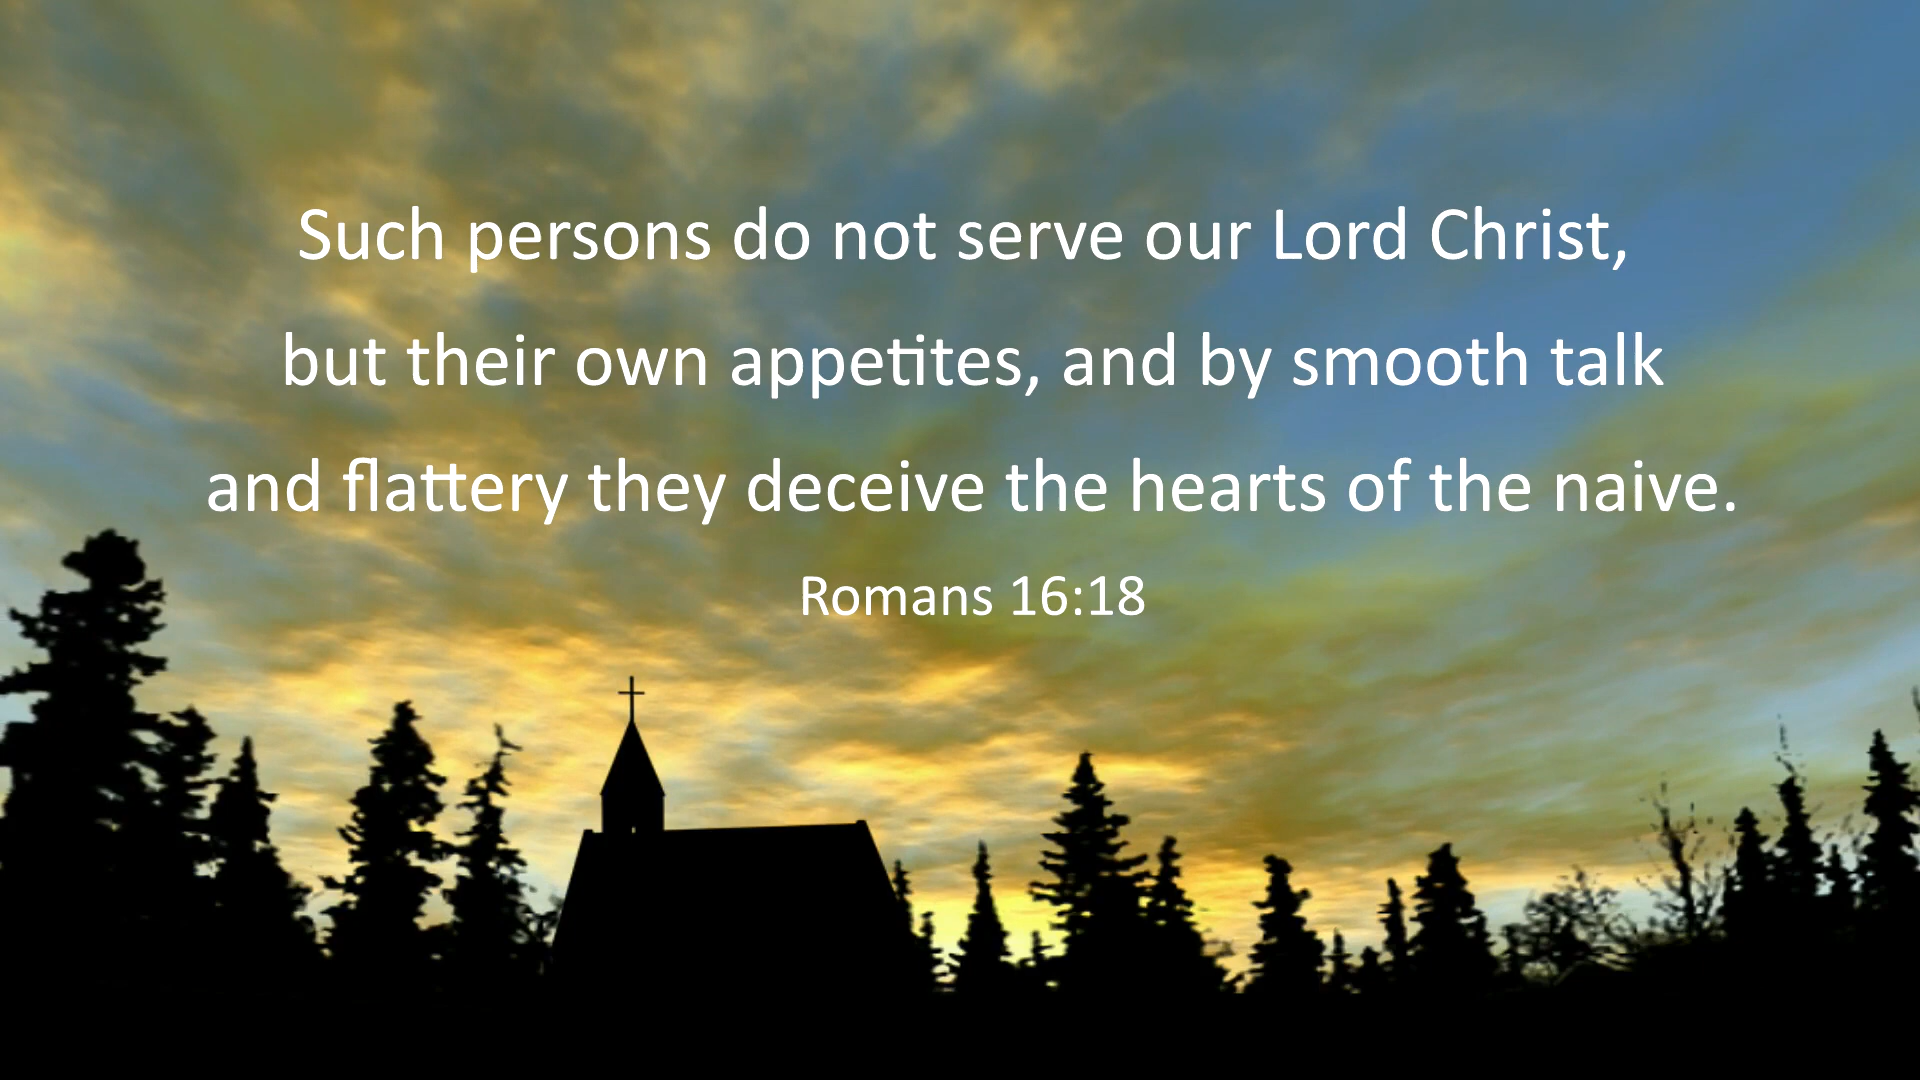 Such persons do not serve our Lord Christ,
but their own appetites, and by smooth talk
and flattery they deceive the hearts of the naive.
Romans 16:18